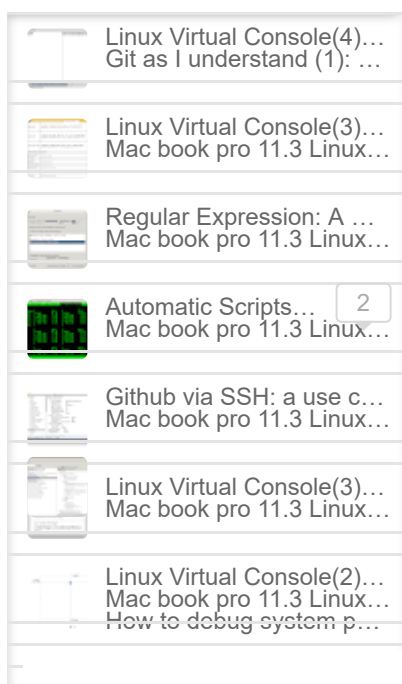 Linux Virtual Console(4)…
Git as I understand (1): …
Linux Virtual Console(3)…
Mac book pro 11.3 Linux…
Regular Expression: A …
Mac book pro 11.3 Linux…
Automatic Scripts…
2
Mac book pro 11.3 Linux…
Github via SSH: a use c…
Mac book pro 11.3 Linux…
Linux Virtual Console(3)…
Mac book pro 11.3 Linux…
Linux Virtual Console(2)…
Mac book pro 11.3 Linux…
How to debug system p…